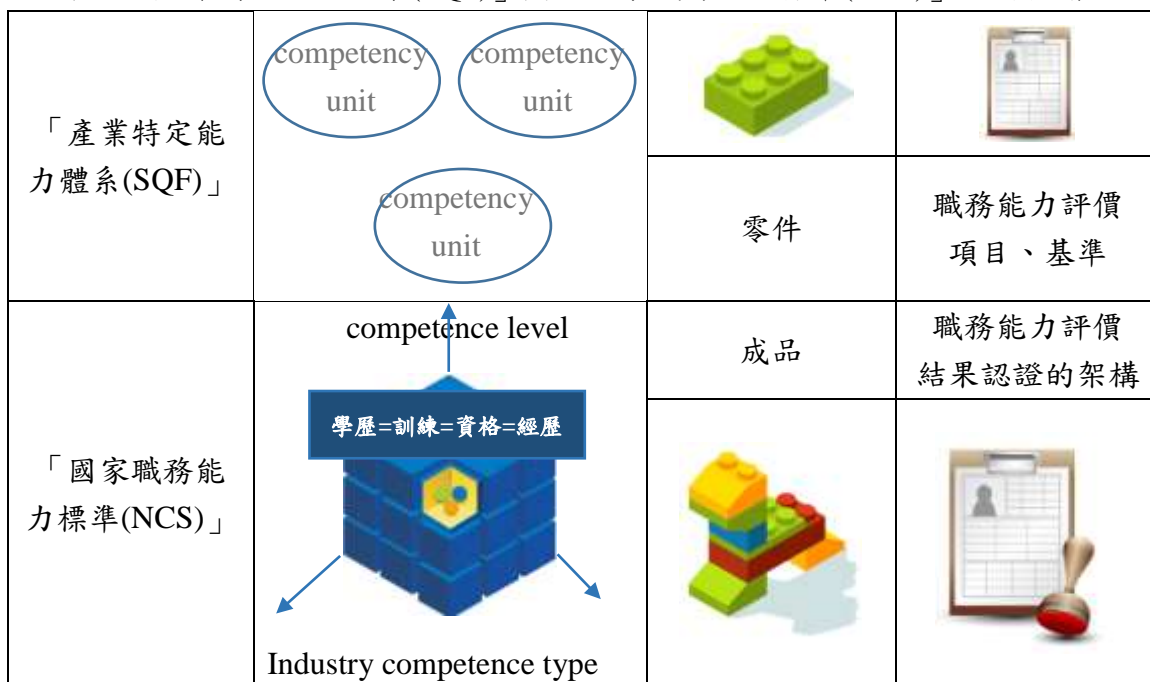 「產業特定能
力體系(SQF)」
competency
unit
competency
unit
competency
unit
零件
職務能力評價
項目、基準
「國家職務能
力標準(NCS)」
competence level
學歷=訓練=資格=經歷
Industry competence type
成品
職務能力評價
結果認證的架構